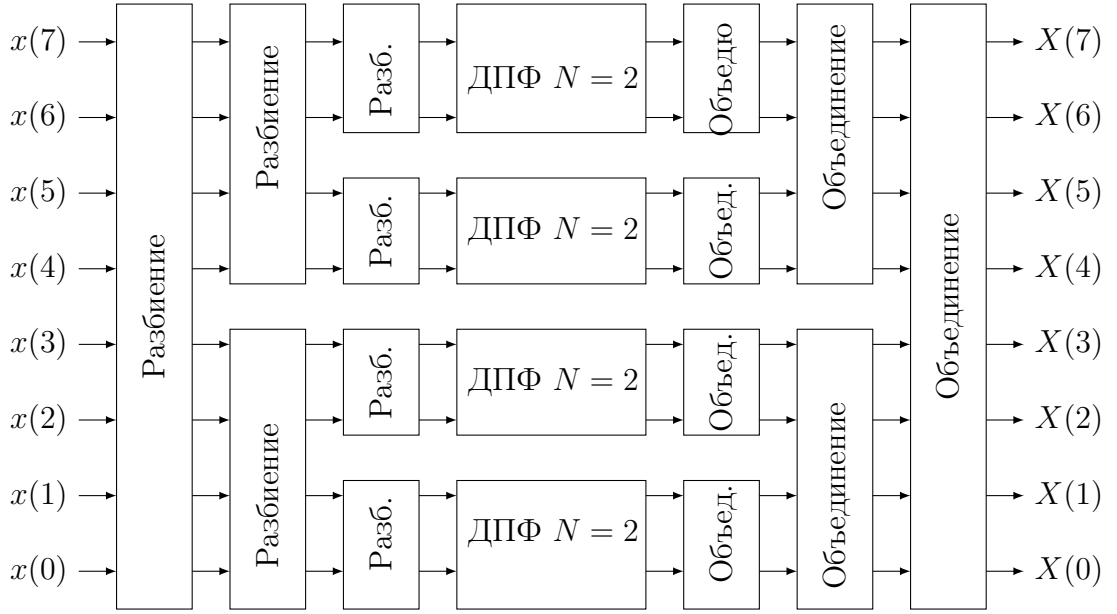 x(7)
x(6)
x(5)
x(4)
x(3)
x(2)
x(1)
x(0)
Разбиение
Разбиение
Разбиение
Разб.
Разб.
Разб.
Разб.
ДПФ N = 2
ДПФ N = 2
ДПФ N = 2
ДПФ N = 2
Объедю
Объед.
Объед.
Объед.
Объединение
Объединение
Объединение
X(7)
X(6)
X(5)
X(4)
X(3)
X(2)
X(1)
X(0)